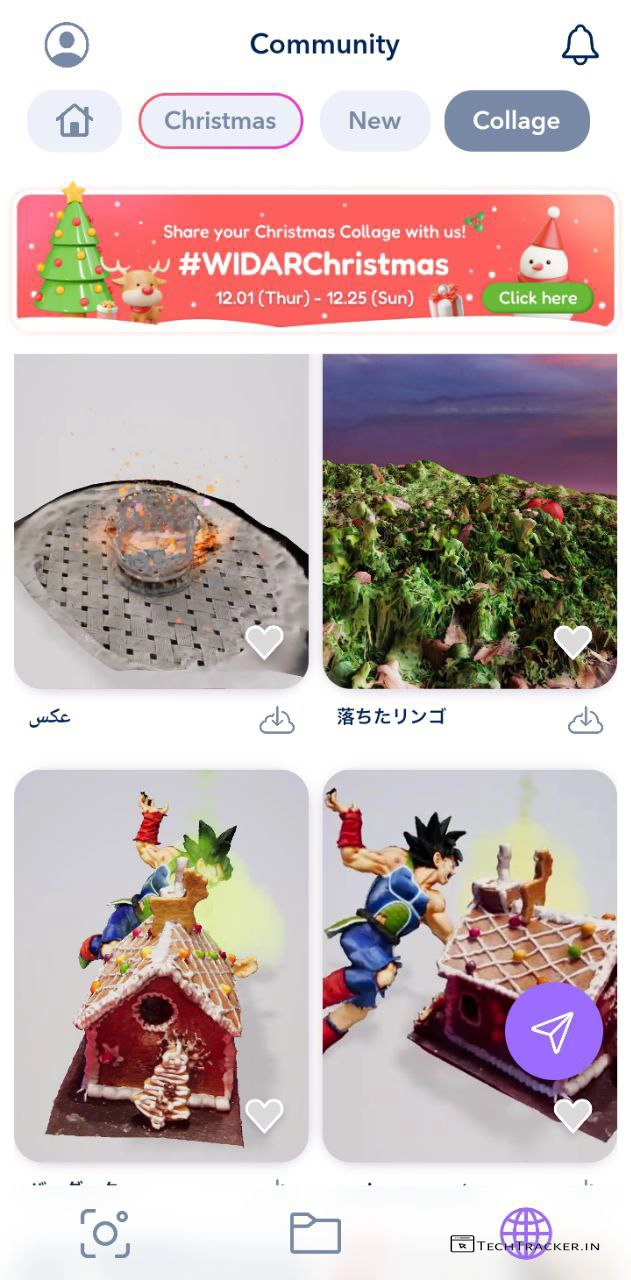 Community
Christmas
New
Collage
Share your Christmas Collage with us!
#WIDARChristmas
12.01 (Thur) - 12.25 (Sun)
Click here
عکس
落ちたリンゴ
TECHTRACKER.IN